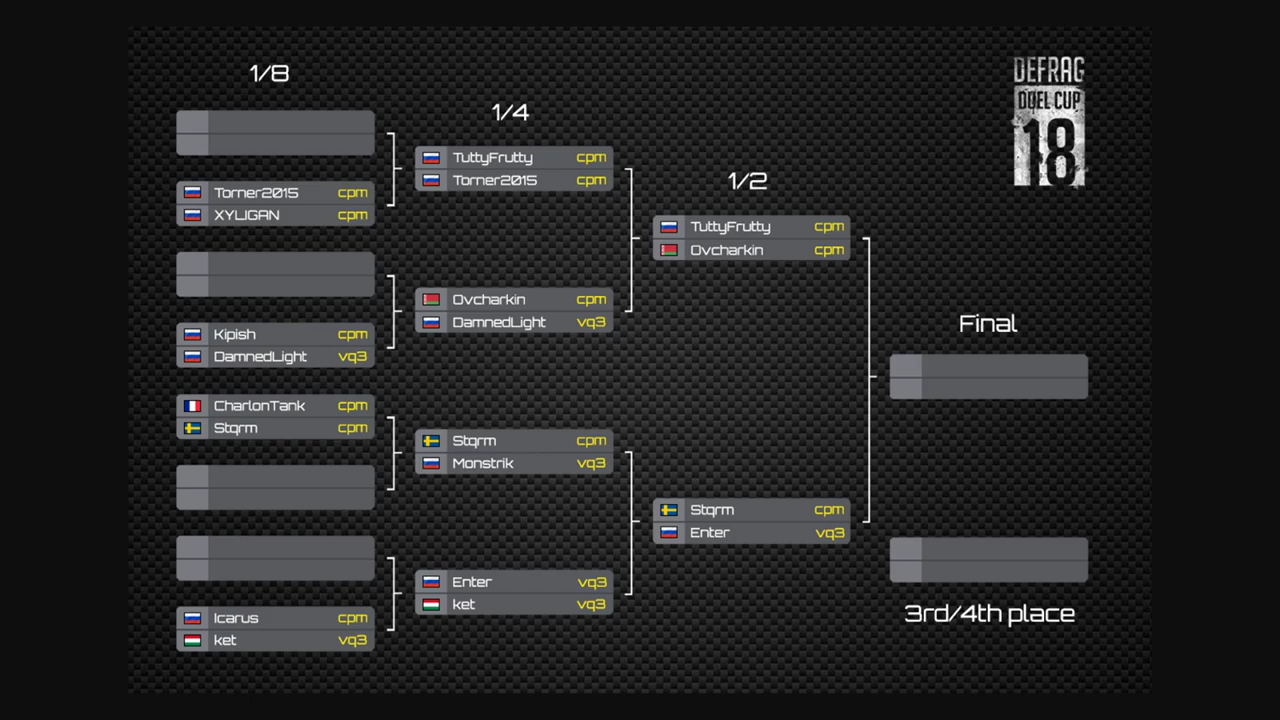 1/8
Torner2015 cpm
XYLIGAN cpm
Kipish cpm
DamnedLight vq3
CharlonTank cpm
Stqrm cpm
Icarus cpm
ket vq3
1/4
TuttyFrutty cpm
Torner2015 cpm
Ovcharkin cpm
DamnedLight vq3
Stqrm cpm
Monstrik vq3
Enter vq3
ket vq3
1/2
TuttyFrutty cpm
Ovcharkin cpm
Stqrm cpm
Enter vq3
DEFRAG
DUEL CUP
18
Final
3rd/4th place